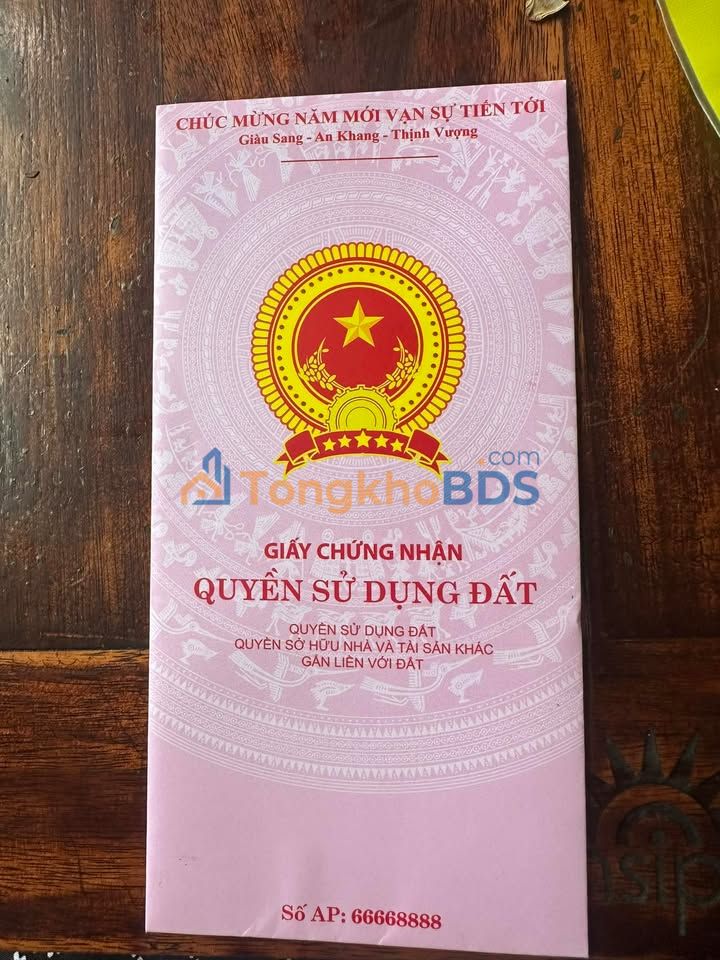 CHÚC MỪNG NĂM MỚI VẠN SỰ TIẾN TỚI
Giàu Sang - An Khang - Thịnh Vượng
TổngkhoBDS.com
GIẤY CHỨNG NHẬN
QUYỀN SỬ DỤNG ĐẤT
QUYỀN SỬ DỤNG ĐẤT
QUYỀN SỞ HỮU NHÀ VÀ TÀI SẢN KHÁC
GẮN LIỀN VỚI ĐẤT
Số AP: 66668888